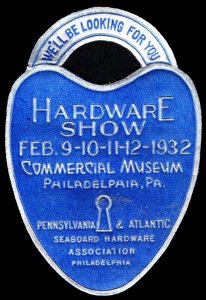 WE'LL BE LOOKING FOR YOU
HARDWARE
SHOW
FEB. 9-10-11-12-1932
COMMERCIAL MUSEUM
PHILADELPHIA, PA.
PENNSYLVANIA & ATLANTIC
SEABOARD HARDWARE
ASSOCIATION
PHILADELPHIA